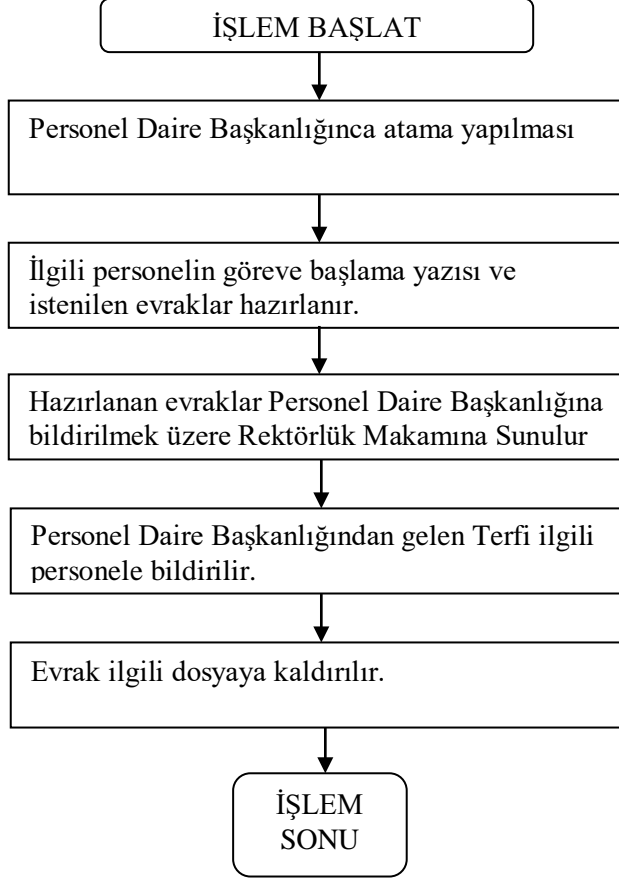 İŞLEM BAŞLAT
Personel Daire Başkanlığınca atama yapılması
İlgili personelin göreve başlama yazısı ve
istenilen evraklar hazırlanır.
Hazırlanan evraklar Personel Daire Başkanlığına
bildirilmek üzere Rektörlük Makamına Sunulur
Personel Daire Başkanlığından gelen Terfi ilgili
personele bildirilir.
Evrak ilgili dosyaya kaldırılır.
İŞLEM
SONU